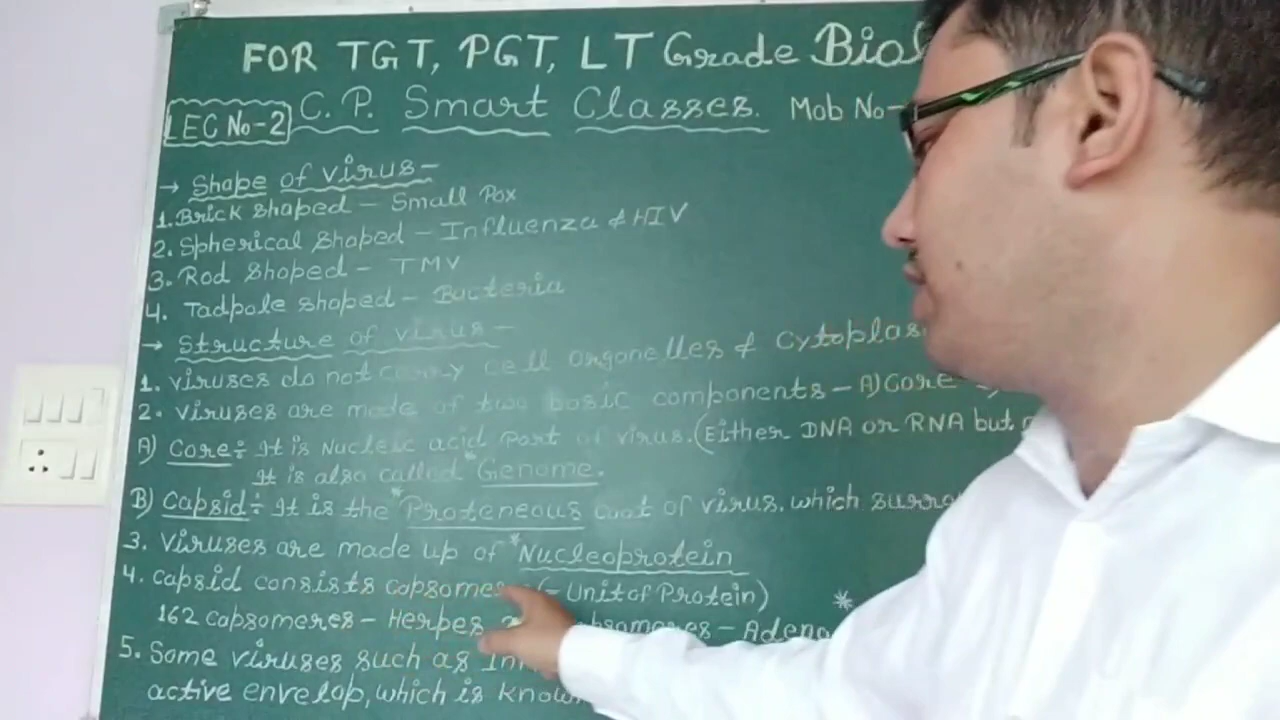 FOR TGT, PGT, LT Grade Biol
LEC No-2 C. P. Smart Classes. Mob No-
→ Shape of virus-
1. Brick shaped - Small Pox
2. Spherical shaped - Influenza & HIV
3. Rod shaped - TMV
4. Tadpole shaped - Bacteria
→ Structure of virus -
1. viruses do not carry cell organelles & cytoplas
2. viruses are made of two basic components - A) Core
A) Core÷ It is Nucleic acid part of virus. (Either DNA or RNA but
It is also called *Genome.
B) Capsid÷ It is the *Proteneous coat of virus. which surro
3. Viruses are made up of *Nucleoprotein
4. Capsid consists capsomeres (- Unit of Protein) *
162 capsomeres - Herpes capsomeres - Adeno
5. Some viruses such as
active envelop, which is know